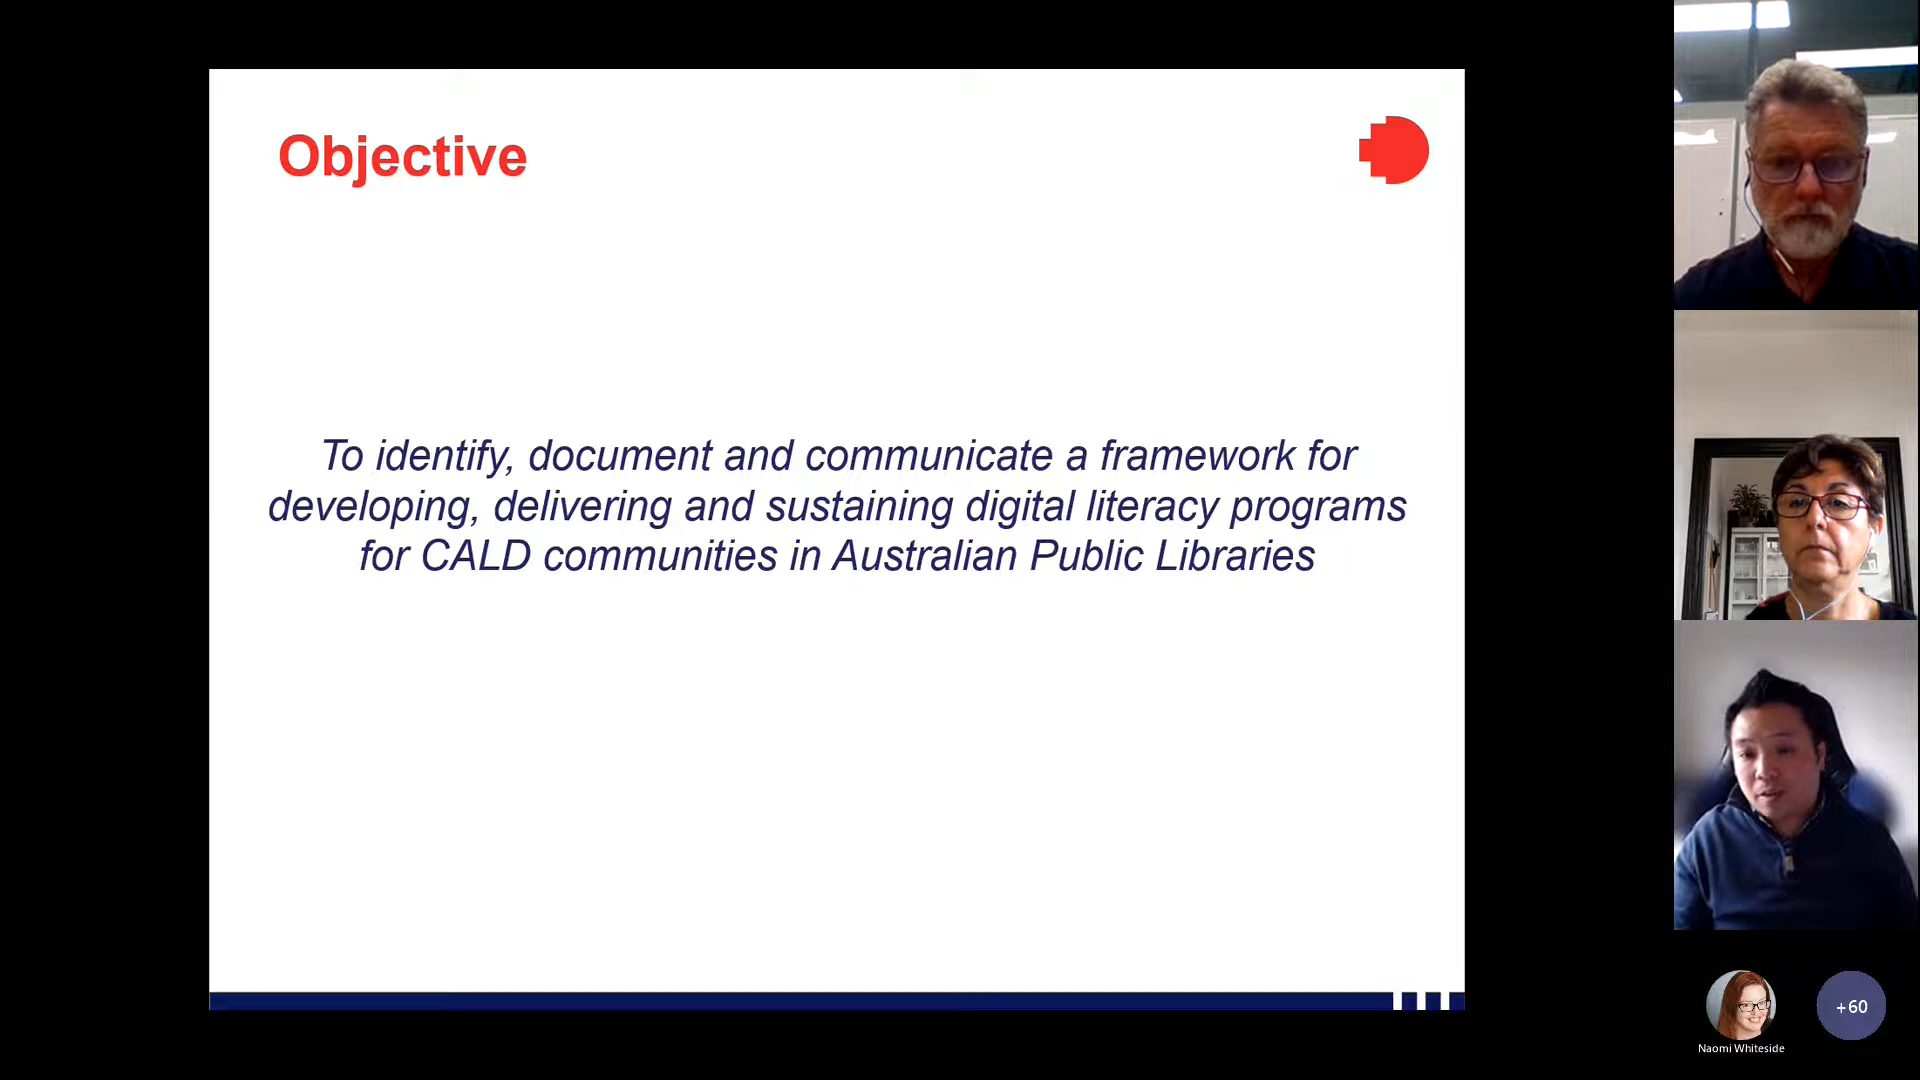 Objective
To identify, document and communicate a framework for
developing, delivering and sustaining digital literacy programs
for CALD communities in Australian Public Libraries
+60
Naomi Whiteside